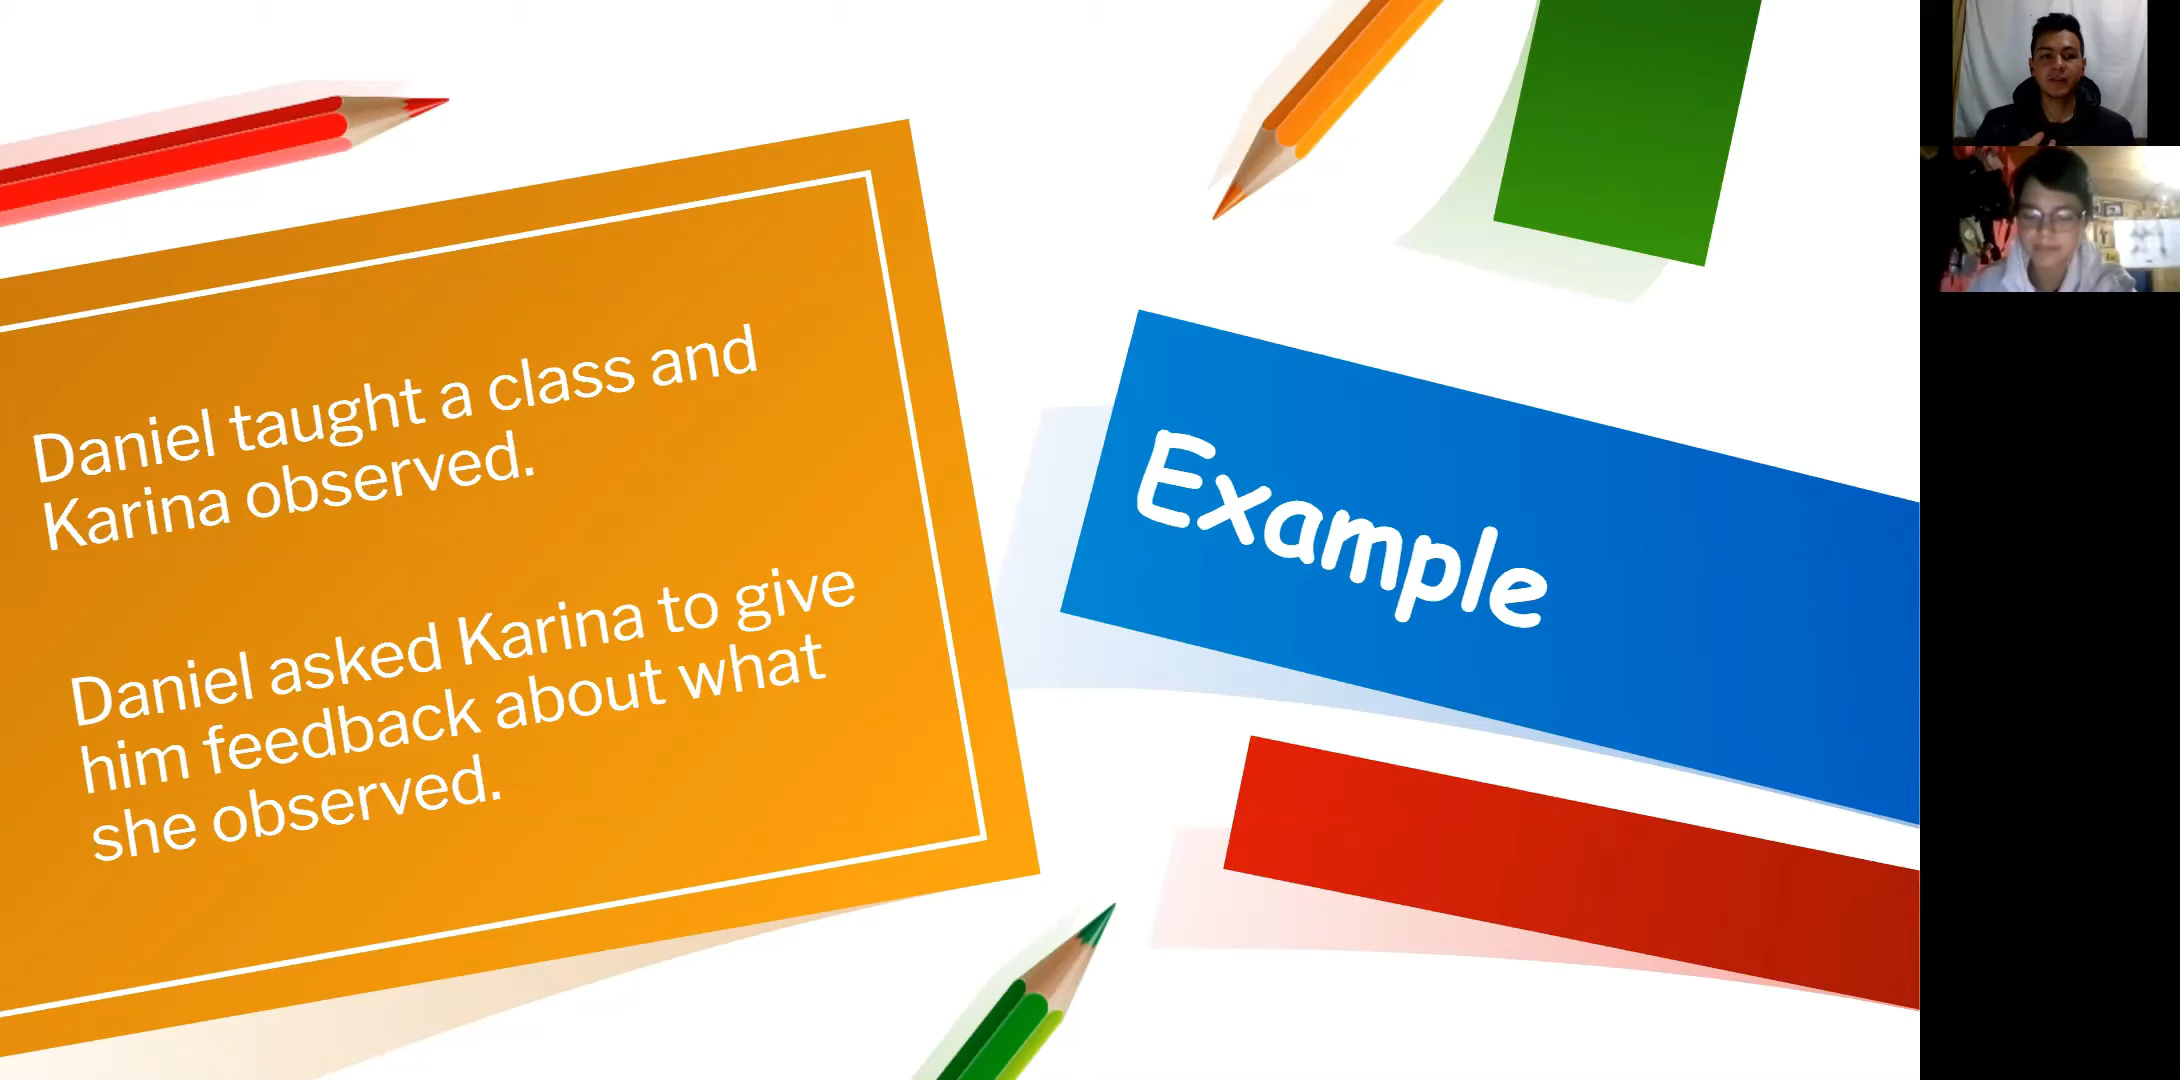 Daniel taught a class and
Karina observed.
Daniel asked Karina to give
him feedback about what
she observed.
Example